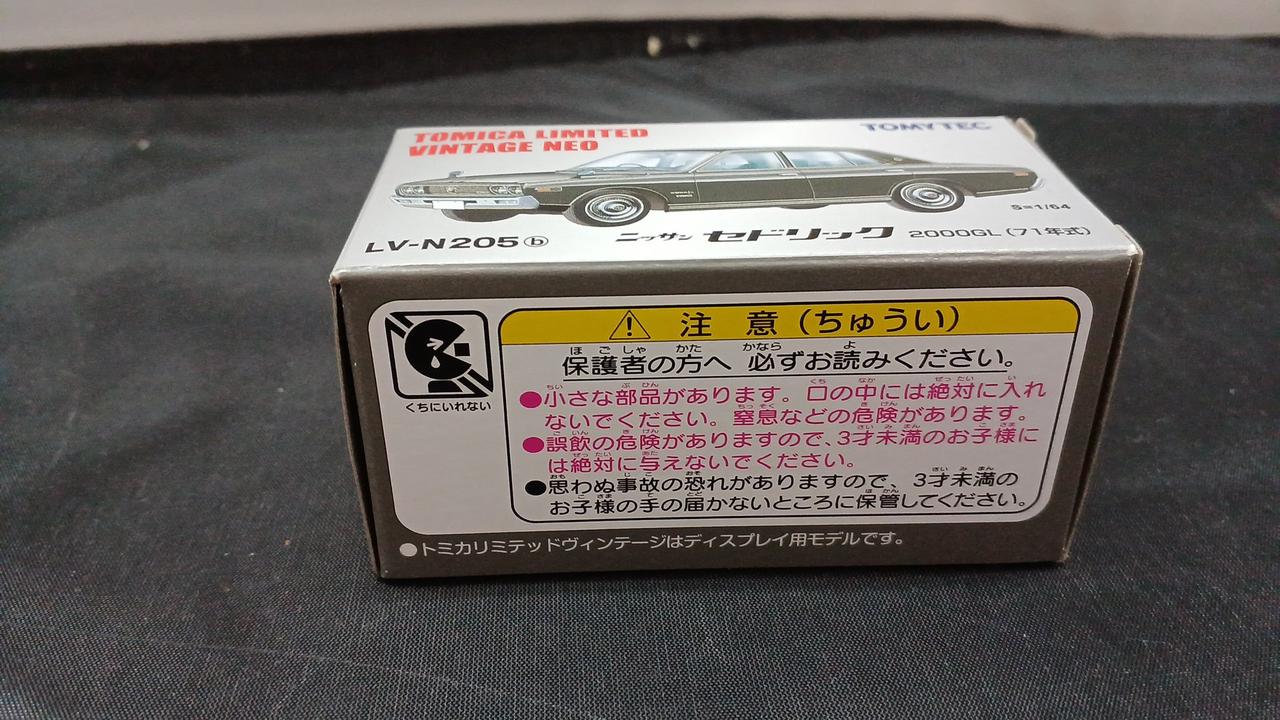 TOMICA LIMITED
VINTAGE NEO
TOMYTEC
S=1/64
LV-N205ⓑ ニッサン セドリック 2000GL(71年式)
注意(ちゅうい)
保護者の方へ 必ずお読みください。
ほごしゃ かた かなら よ
くちにいれない
●小さな部品があります。口の中には絶対に入れ
ないでください。窒息などの危険があります。
●誤飲の危険がありますので、3才未満のお子様に
は絶対に与えないでください。
●思わぬ事故の恐れがありますので、3才未満の
お子様の手の届かないところに保管してください。
●トミカリミテッドヴィンテージはディスプレイ用モデルです。